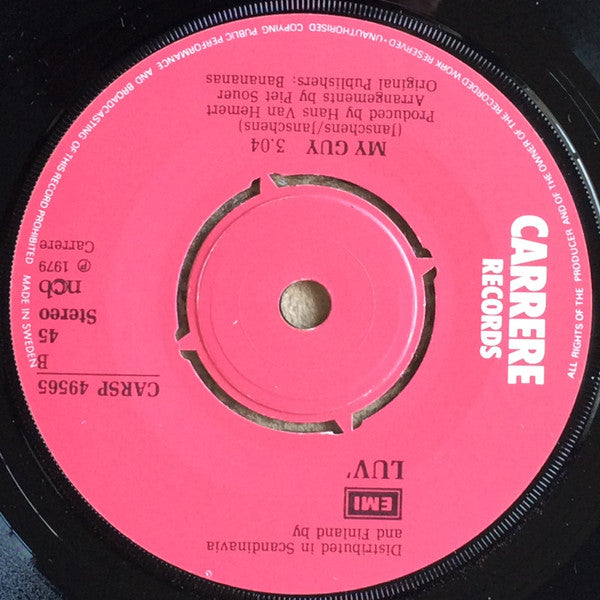 Distributed in Scandinavia
and Finland by
EMI
LUV'
CARRERE
RECORDS
CARSP 49565
B
45
Stereo
ncb
℗ 1979
Carrere
MY GUY 3.04
(Janschens/Janschens)
Produced by Hans Van Hemert
Arrangements by Piet Souer
Original Publishers: Bananas
ALL RIGHTS OF THE PRODUCER AND OF THE OWNER OF THE RECORDED WORK RESERVED - UNAUTHORISED COPYING PUBLIC PERFORMANCE AND BROADCASTING OF THIS RECORD PROHIBITED MADE IN SWEDEN